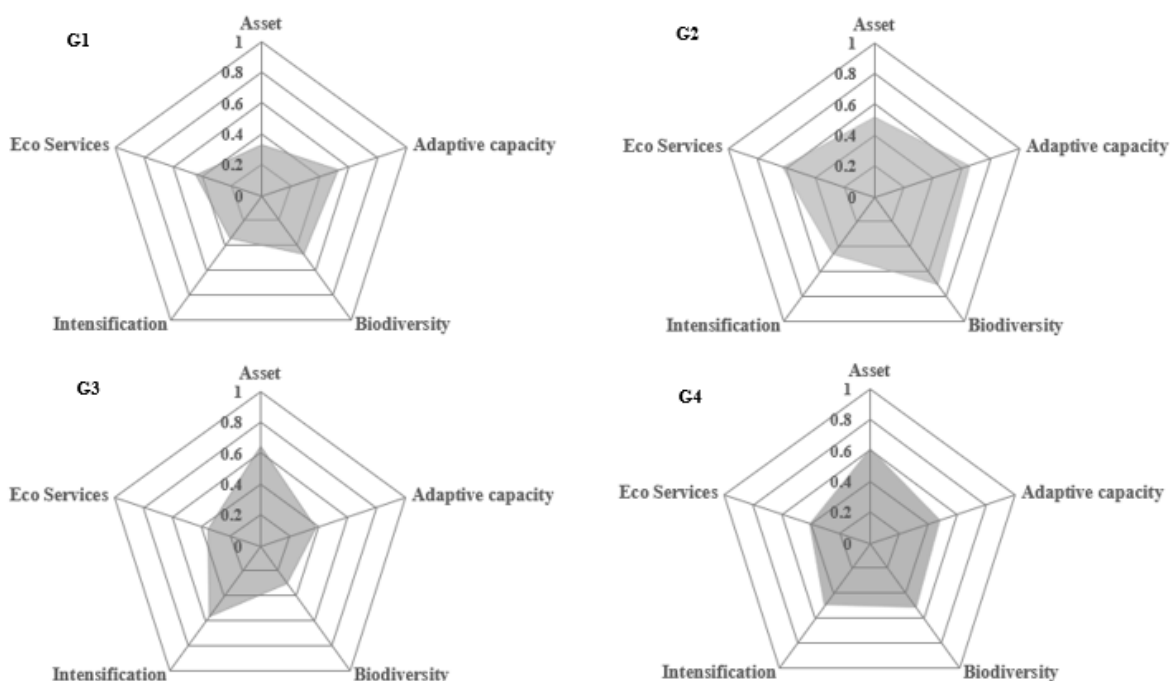 G1
Asset
1
0.8
0.6
0.4
0.2
0
Eco Services
Adaptive capacity
Intensification
Biodiversity
G2
Asset
1
0.8
0.6
0.4
0.2
0
Eco Services
Adaptive capacity
Intensification
Biodiversity
G3
Asset
1
0.8
0.6
0.4
0.2
0
Eco Services
Adaptive capacity
Intensification
Biodiversity
G4
Asset
1
0.8
0.6
0.4
0.2
0
Eco Services
Adaptive capacity
Intensification
Biodiversity